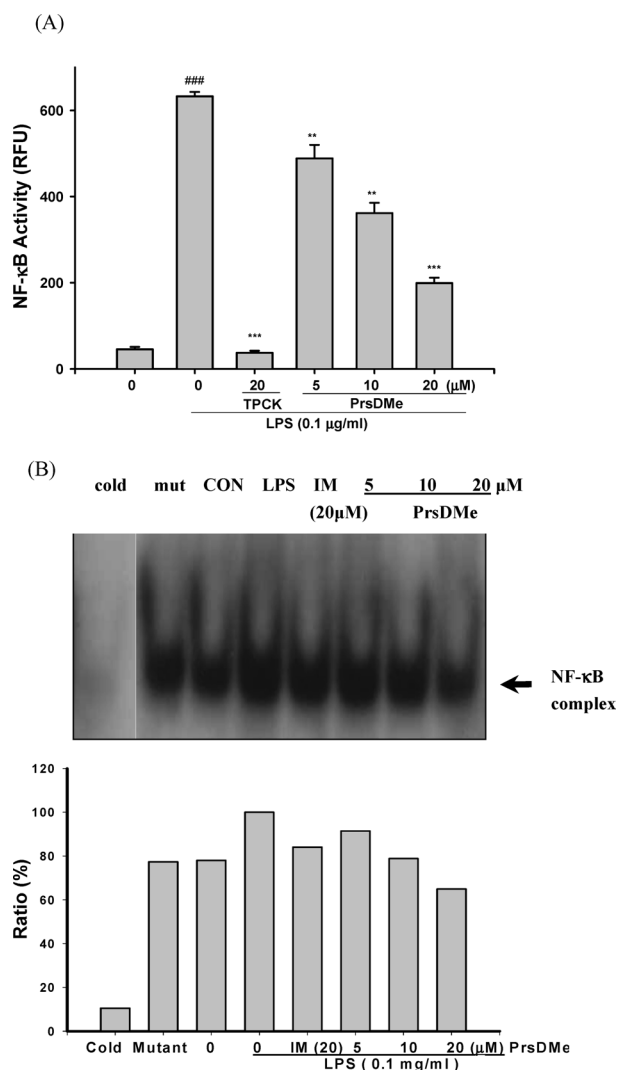 (A)
NF-κB Activity (RFU)
600
400
200
0
###
***
**
**
***
0 0 20 5 10 20 (μM)
TPCK PrsDMe
LPS (0.1 μg/ml)
(B)
cold mut CON LPS IM 5 10 20 μM
(20μM) PrsDMe
NF-κB
complex
Ratio (%)
120
100
80
60
40
20
0
Cold Mutant 0 0 IM (20) 5 10 20 (μM) PrsDMe
LPS ( 0.1 mg/ml)